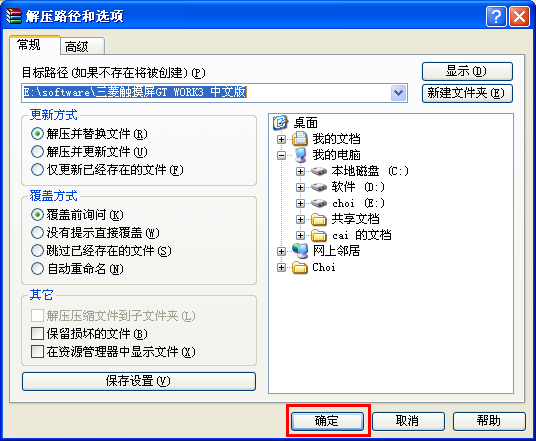 解压路径和选项
常规
高级
目标路径(如果不存在将被创建)(P)
显示(D)
E:\software\三菱触摸屏GT WORK3 中文版
新建文件夹(E)
更新方式
解压并替换文件(R)
解压并更新文件(U)
仅更新已经存在的文件(F)
覆盖方式
覆盖前询问(K)
没有提示直接覆盖(W)
跳过已经存在的文件(S)
自动重命名(N)
其它
解压压缩文件到子文件夹(L)
保留损坏的文件(B)
在资源管理器中显示文件(X)
保存设置(V)
桌面
我的文档
我的电脑
本地磁盘 (C:)
软件 (D:)
choi (E:)
共享文档
cai 的文档
网上邻居
Choi
确定
取消
帮助